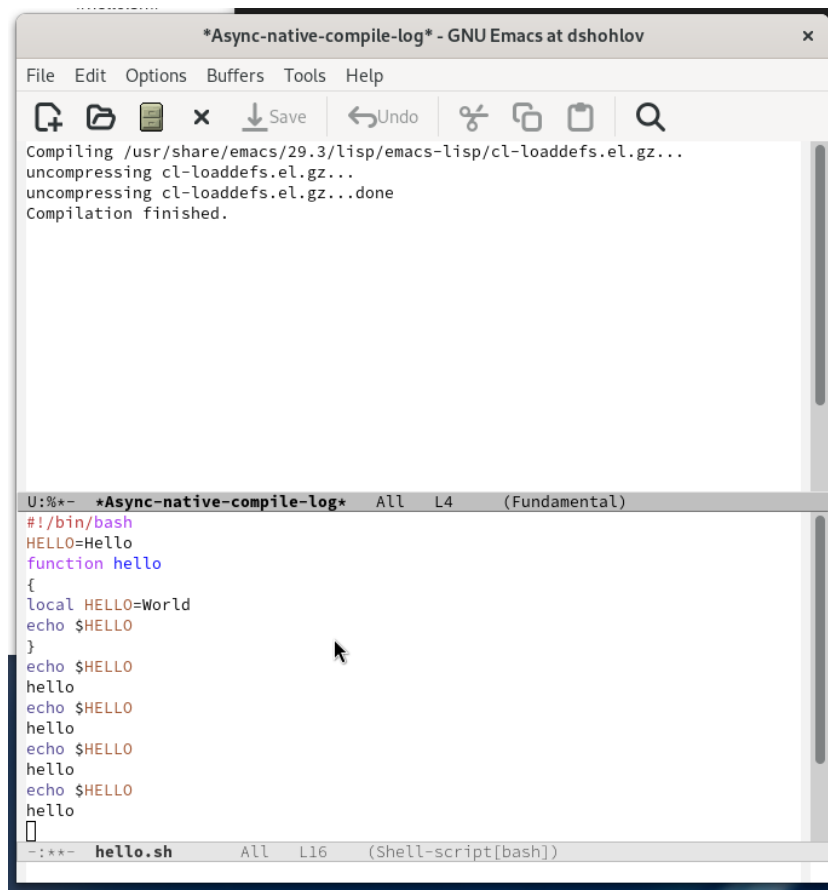 *Async-native-compile-log* - GNU Emacs at dshohlov
File Edit Options Buffers Tools Help
Save Undo
Compiling /usr/share/emacs/29.3/lisp/emacs-lisp/cl-loaddefs.el.gz...
uncompressing cl-loaddefs.el.gz...
uncompressing cl-loaddefs.el.gz...done
Compilation finished.
U:%*- *Async-native-compile-log* All L4 (Fundamental)
#!/bin/bash
HELLO=Hello
function hello
{
local HELLO=World
echo $HELLO
}
echo $HELLO
hello
echo $HELLO
hello
echo $HELLO
hello
echo $HELLO
hello
-:**- hello.sh All L16 (Shell-script[bash])